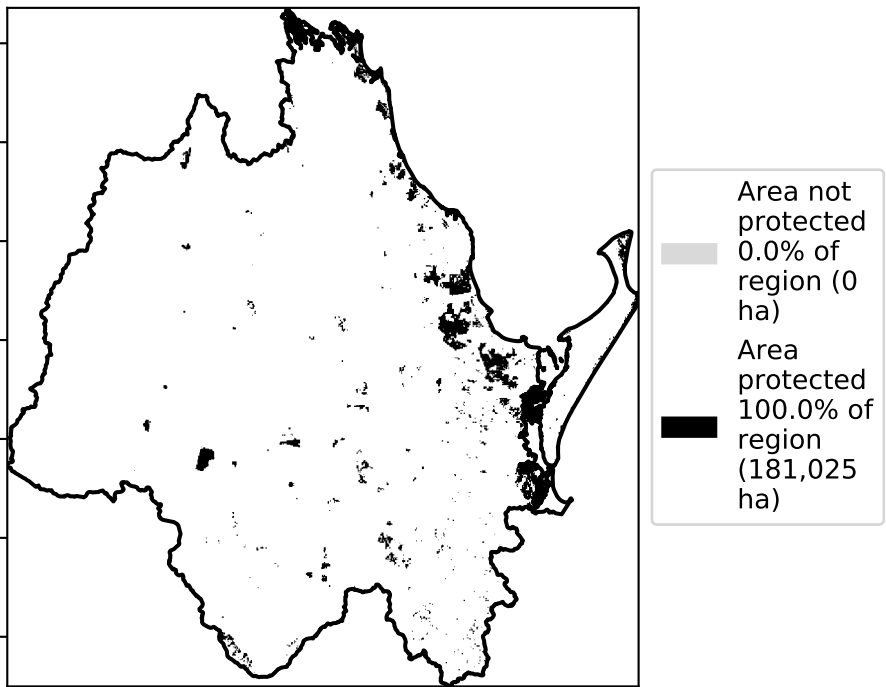 Area not
protected
0.0% of
region (0
ha)
Area
protected
100.0% of
region
(181,025
ha)